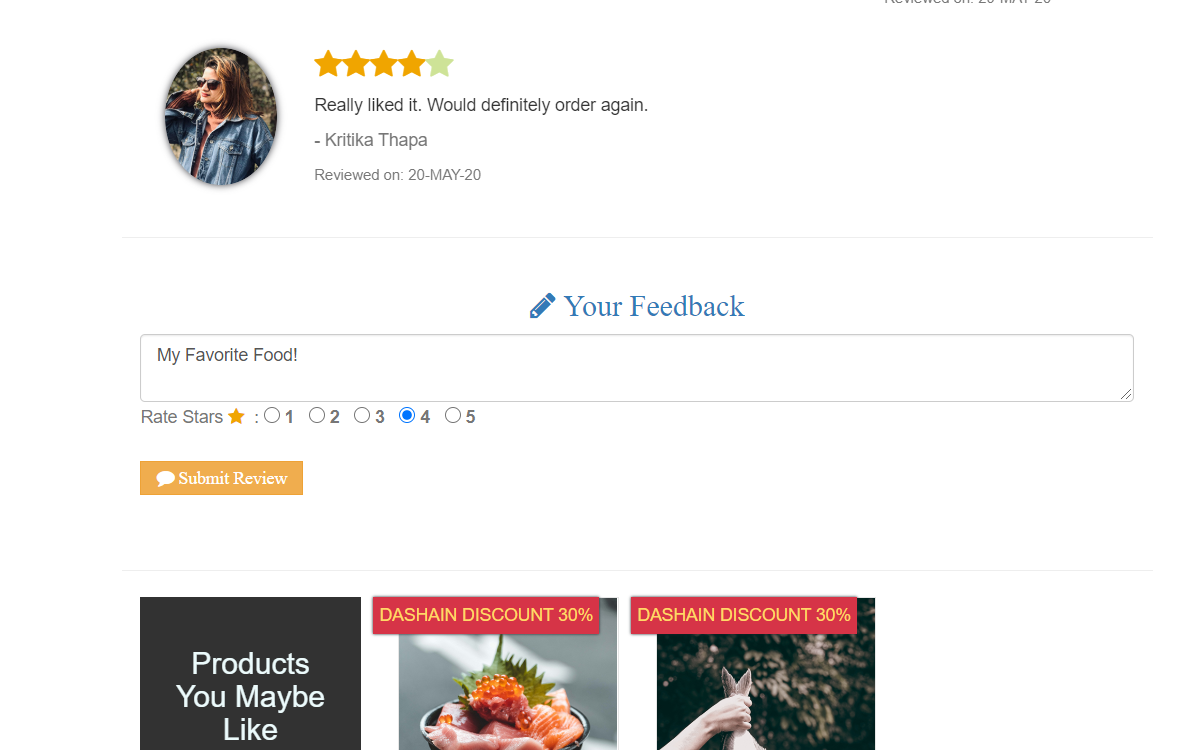 Reviewed on: 20-MAY-20
Really liked it. Would definitely order again.
- Kritika Thapa
Reviewed on: 20-MAY-20
Your Feedback
My Favorite Food!
Rate Stars : 1 2 3 4 5
Submit Review
DASHAIN DISCOUNT 30% DASHAIN DISCOUNT 30%
Products
You Maybe
Like